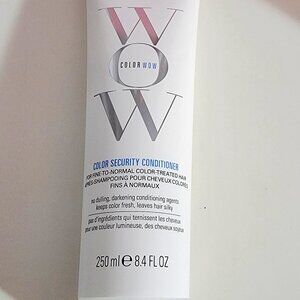 W
O
COLOR WOW
W
COLOR SECURITY CONDITIONER
FOR FINE-TO-NORMAL COLOR-TREATED HAIR
APRÈS-SHAMPOOING POUR CHEVEUX COLORÉS
FINS À NORMAUX
no dulling, darkening conditioning agents
keeps color fresh, leaves hair silky
pas d'ingrédients qui ternissent les cheveux
pour une couleur lumineuse, des cheveux soyeux
250 ml e 8.4 FL OZ